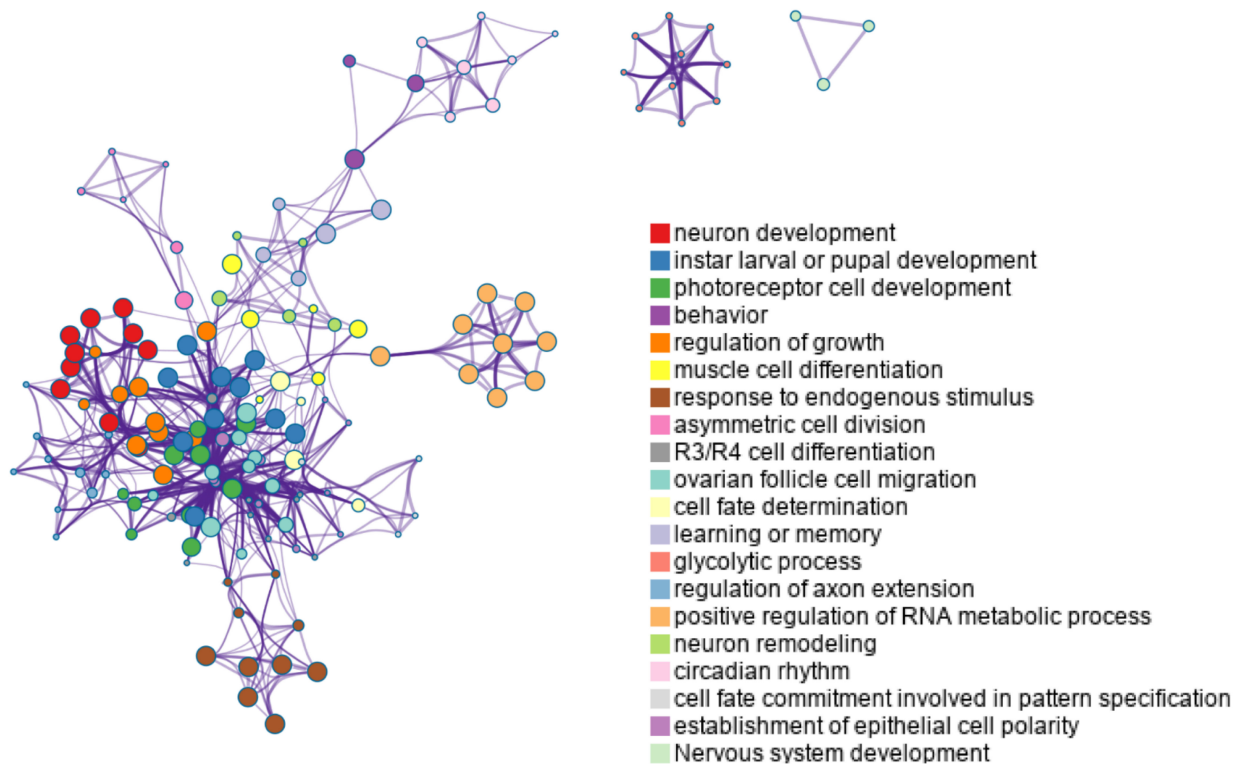 neuron development
instar larval or pupal development
photoreceptor cell development
behavior
regulation of growth
muscle cell differentiation
response to endogenous stimulus
asymmetric cell division
R3/R4 cell differentiation
ovarian follicle cell migration
cell fate determination
learning or memory
glycolytic process
regulation of axon extension
positive regulation of RNA metabolic process
neuron remodeling
circadian rhythm
cell fate commitment involved in pattern specification
establishment of epithelial cell polarity
Nervous system development